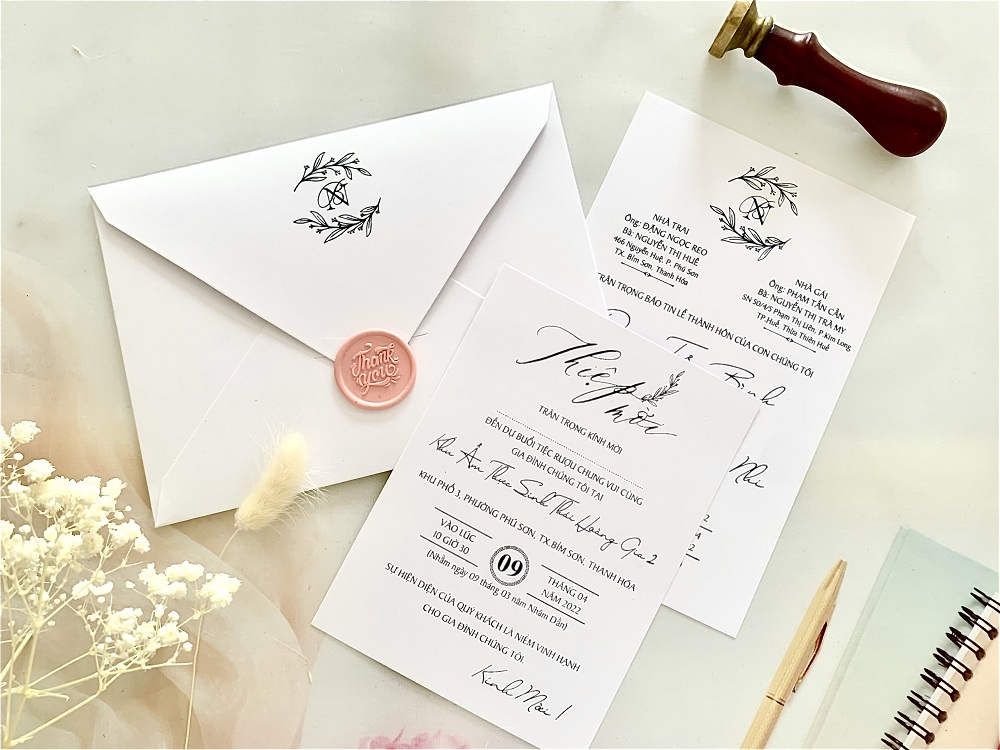 Thank
you
NHÀ TRAI
Ông: ĐẶNG NGỌC REO
Bà: NGUYỄN THỊ HUÊ
466 Nguyễn Huệ, P. Phú Sơn
TX. Bỉm Sơn, Thanh Hóa
NHÀ GÁI
Ông: PHẠM TẤN CẦN
Bà: NGUYỄN THỊ TRÀ MY
SN 50/4/5 Phạm Thị Liên, P.Kim Long
TP.Huế, Thừa Thiên Huế
TRÂN TRỌNG BÁO TIN LỄ THÀNH HÔN CỦA CON CHÚNG TÔI
Bình
Nhi
Thiệp
mời
TRÂN TRỌNG KÍNH MỜI
ĐẾN DỰ BUỔI TIỆC RƯỢU CHUNG VUI CÙNG
GIA ĐÌNH CHÚNG TÔI TẠI
Khu Ẩm Thực Sinh Thái Hoàng Gia 2
KHU PHỐ 3, PHƯỜNG PHÚ SƠN, TX.BỈM SƠN, THANH HÓA
VÀO LÚC
10 GIỜ 30
09
THÁNG 04
NĂM 2022
(Nhằm ngày 09 tháng 03 năm Nhâm Dần)
SỰ HIỆN DIỆN CỦA QUÝ KHÁCH LÀ NIỀM VINH HẠNH
CHO GIA ĐÌNH CHÚNG TÔI.
Kính Mời !